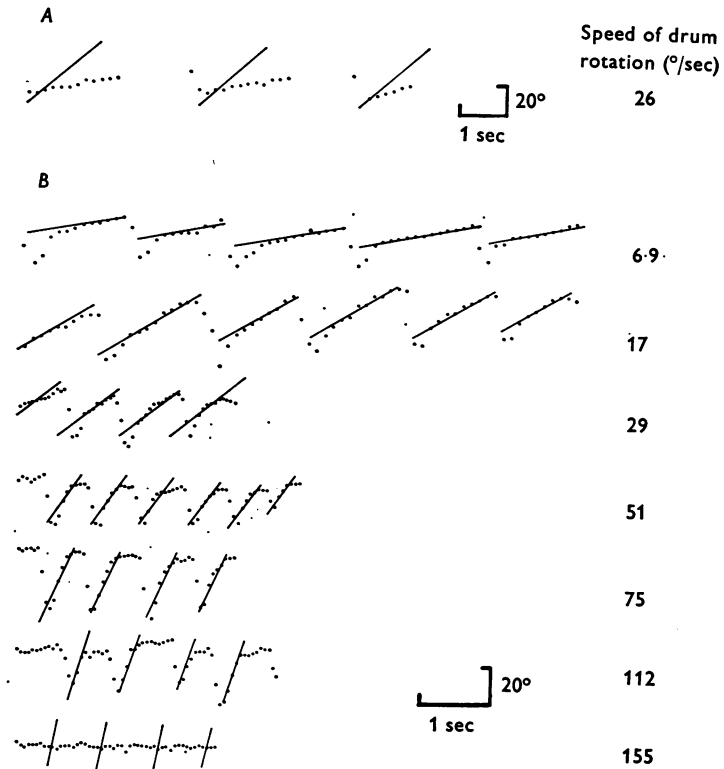 A
Speed of drum
rotation (°/sec)
20°
26
1 sec
B
6·9
17
29
51
75
112
20°
1 sec
155